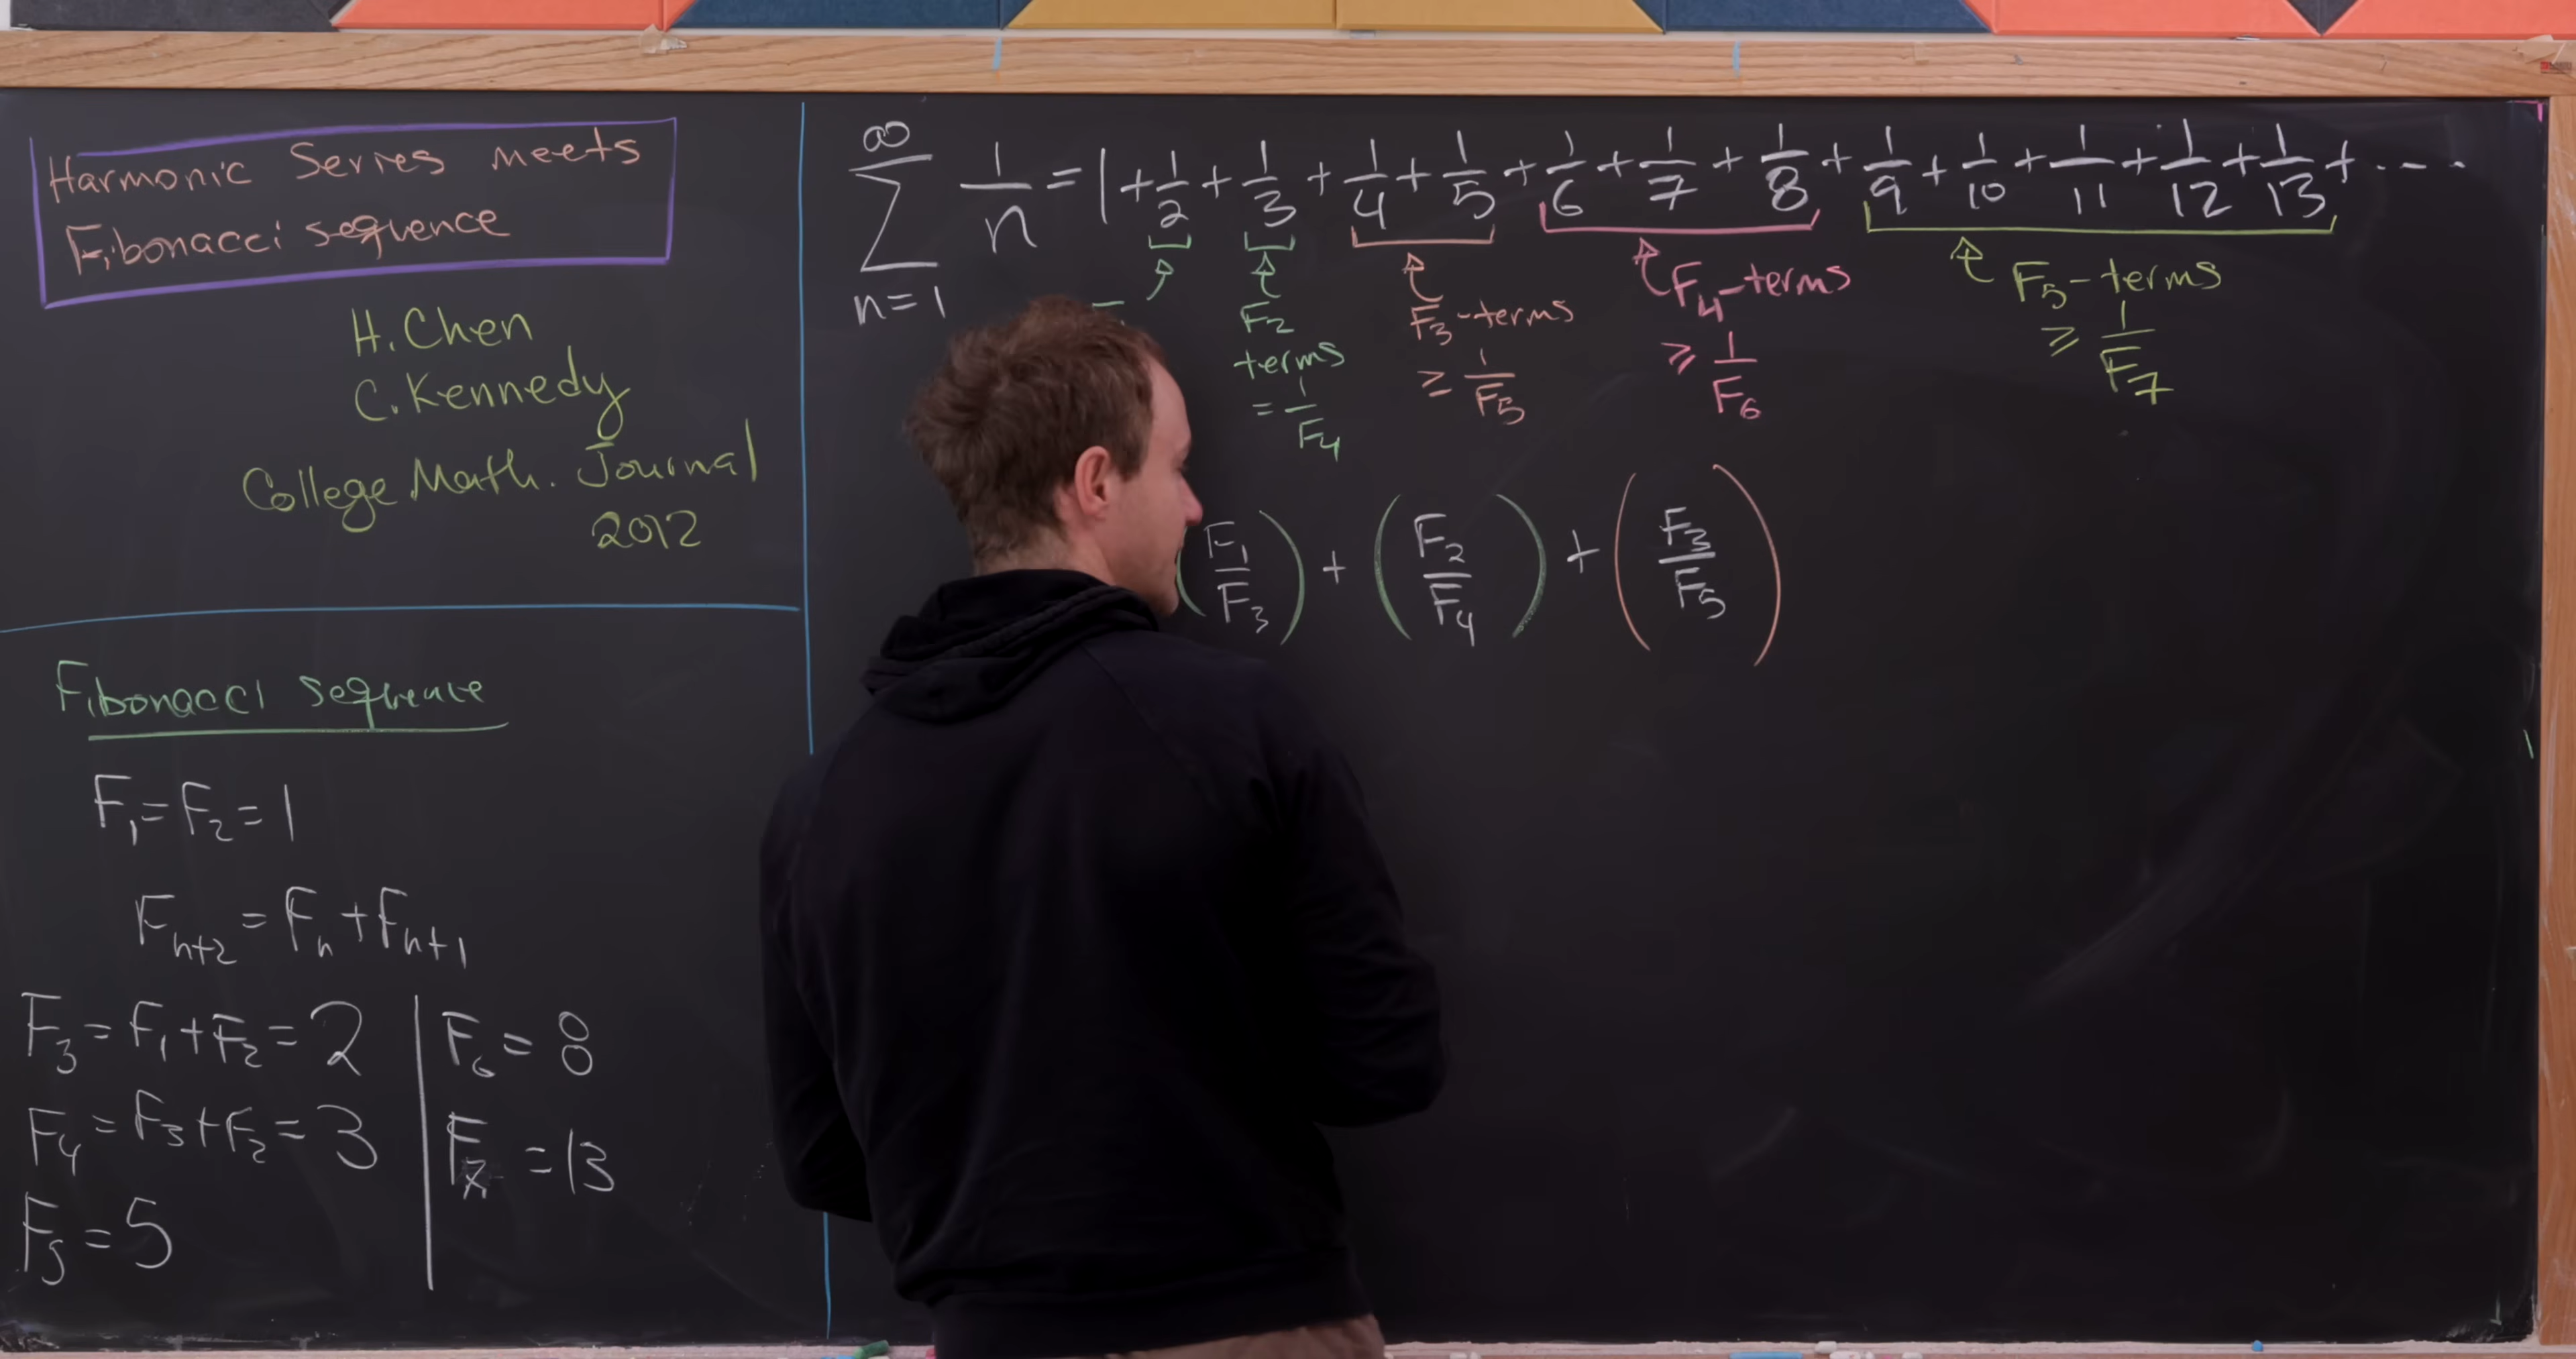 Harmonic Series meets
Fibonacci sequence
H. Chen
C. Kennedy
College Math. Journal
2012
Fibonacci sequence
F₁ = F₂ = 1
Fₙ₊₂ = Fₙ + Fₙ₊₁
F₃ = F₁ + F₂ = 2
F₄ = F₃ + F₂ = 3
F₅ = 5
F₆ = 8
F₇ = 13
∞
∑ 1/n = 1 + 1/2 + 1/3 + 1/4 + 1/5 + 1/6 + 1/7 + 1/8 + 1/9 + 1/10 + 1/11 + 1/12 + 1/13 + ....
n=1
F₂
terms
= 1/F₄
F₃-terms
≥ 1/F₅
F₄-terms
≥ 1/F₆
F₅-terms
≥ 1/F₇
(F₁/F₃) + (F₂/F₄) + (F₃/F₅)